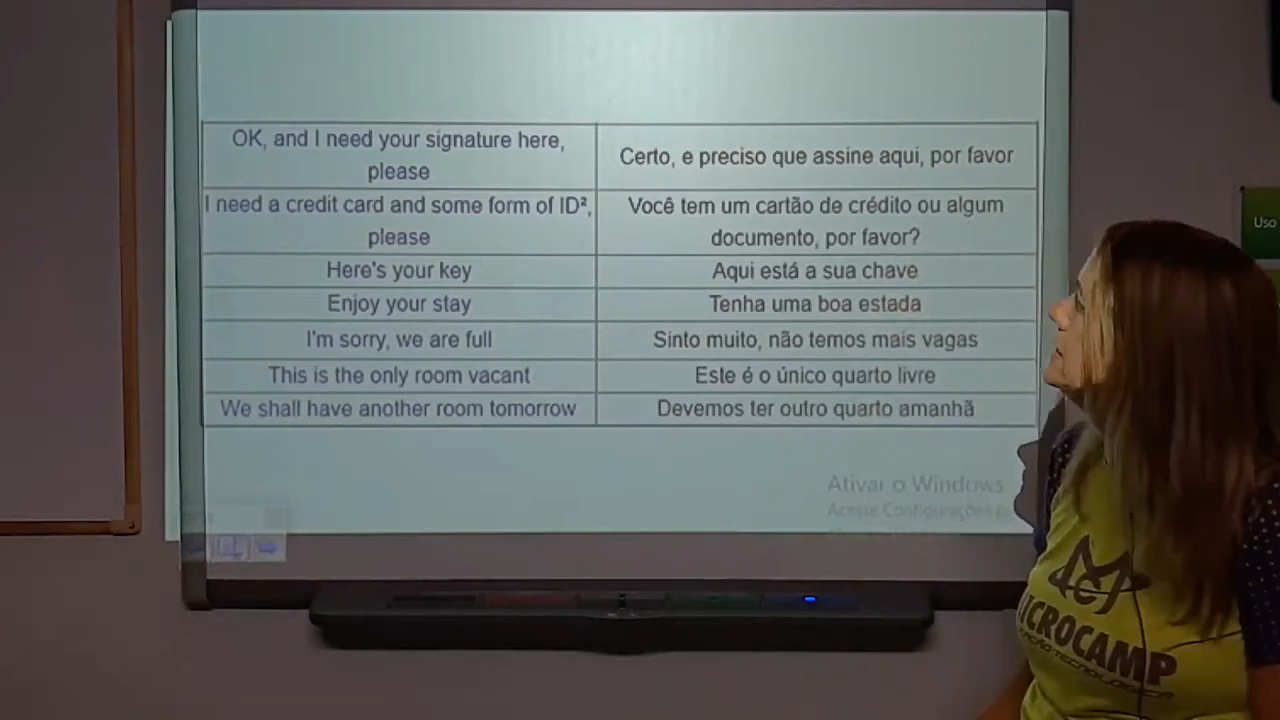 OK, and I need your signature here,
please
Certo, e preciso que assine aqui, por favor
I need a credit card and some form of ID²,
please
Você tem um cartão de crédito ou algum
documento, por favor?
Here's your key
Aqui está a sua chave
Enjoy your stay
Tenha uma boa estada
I'm sorry, we are full
Sinto muito, não temos mais vagas
This is the only room vacant
Este é o único quarto livre
We shall have another room tomorrow
Devemos ter outro quarto amanhã
Ativar o Windows
Acesse Configurações
Uso
MICROCAMP
TECNOLÓGICA